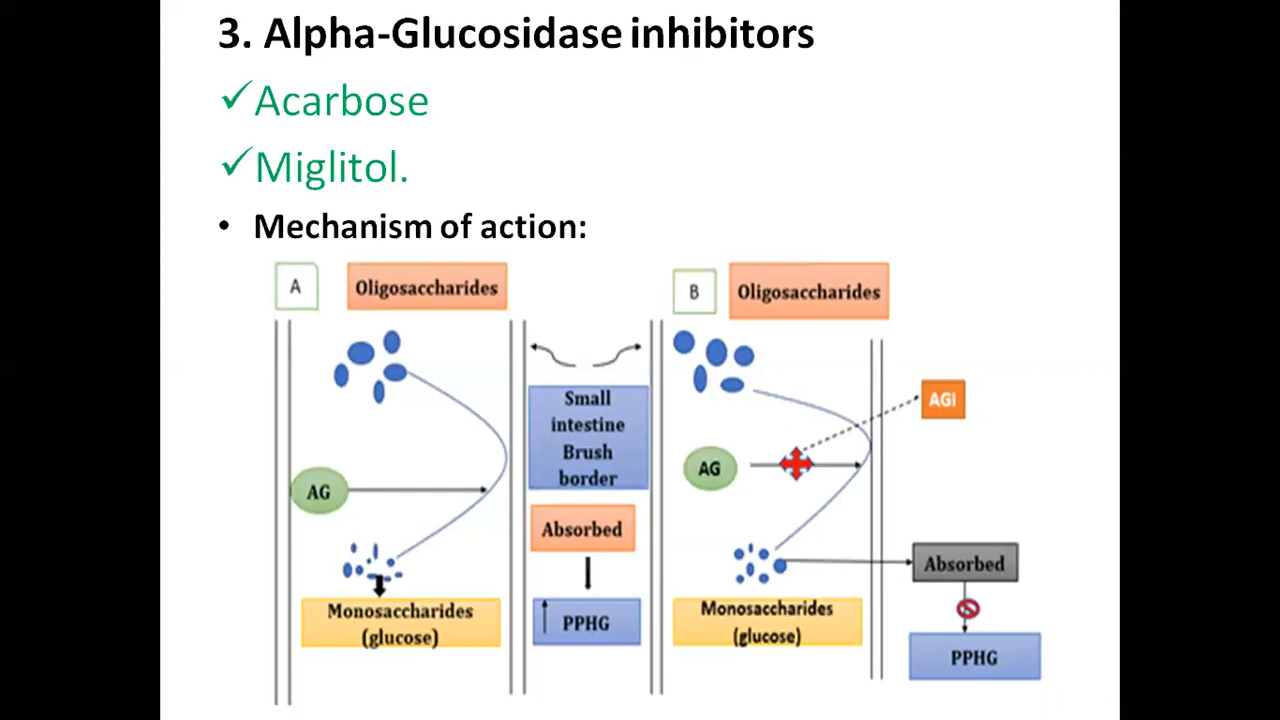 3. Alpha-Glucosidase inhibitors
✓Acarbose
✓Miglitol.
• Mechanism of action:
A
Oligosaccharides
AG
Monosaccharides
(glucose)
Small
intestine
Brush
border
Absorbed
PPHG
B
Oligosaccharides
AGI
AG
Absorbed
Monosaccharides
(glucose)
PPHG